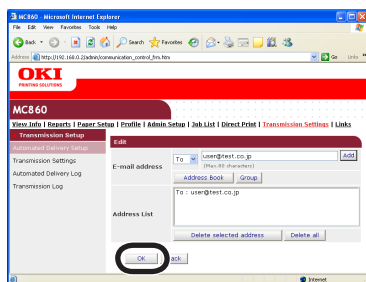 MC860 - Microsoft Internet Explorer
File Edit View Favorites Tools Help
Back Search Favorites
Address http://192.168.0.2/admin/communication_control_frm.htm Go Links
OKI
PRINTING SOLUTIONS
MC860
View Info | Reports | Paper Setup | Profile | Admin Setup | Job List | Direct Print | Transmission Settings | Links
Transmission Setup
Automated Delivery Setup
Transmission Settings
Automated Delivery Log
Transmission Log
Edit
E-mail address To user@test.co.jp Add
(Max.80 characters)
Address Book Group
Address List
To : user@test.co.jp
Delete selected address Delete all
OK ack
Internet